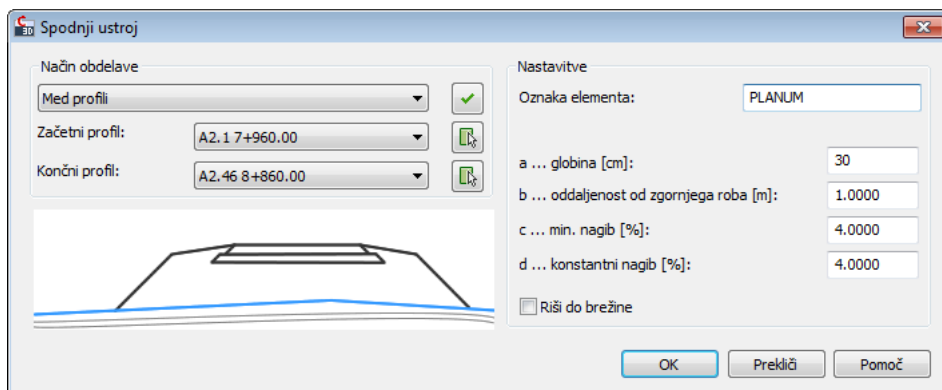 Spodnji ustroj
Način obdelave
Med profili
Začetni profil:
A2.1 7+960.00
Končni profil:
A2.46 8+860.00
Nastavitve
Oznaka elementa:
PLANUM
a ... globina [cm]:
30
b ... oddaljenost od zgornjega roba [m]:
1.0000
c ... min. nagib [%]:
4.0000
d ... konstantni nagib [%]:
4.0000
Riši do brežine
OK
Prekliči
Pomoč